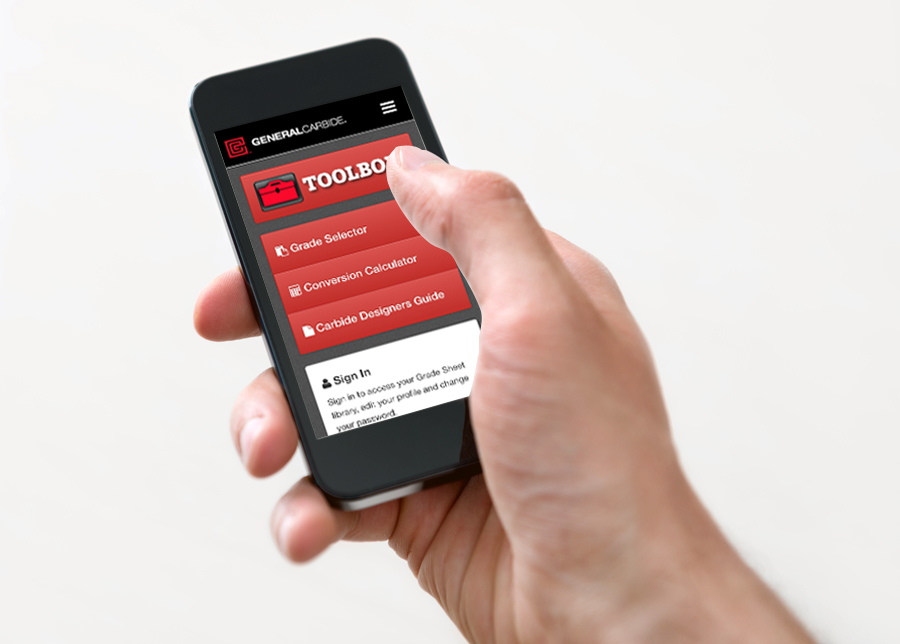 GENERALCARBIDE.
TOOLBO
Grade Selector
Conversion Calculator
Carbide Designers Guide
Sign In
Sign in to access your Grade Sheet
library, edit your profile and change
your password.